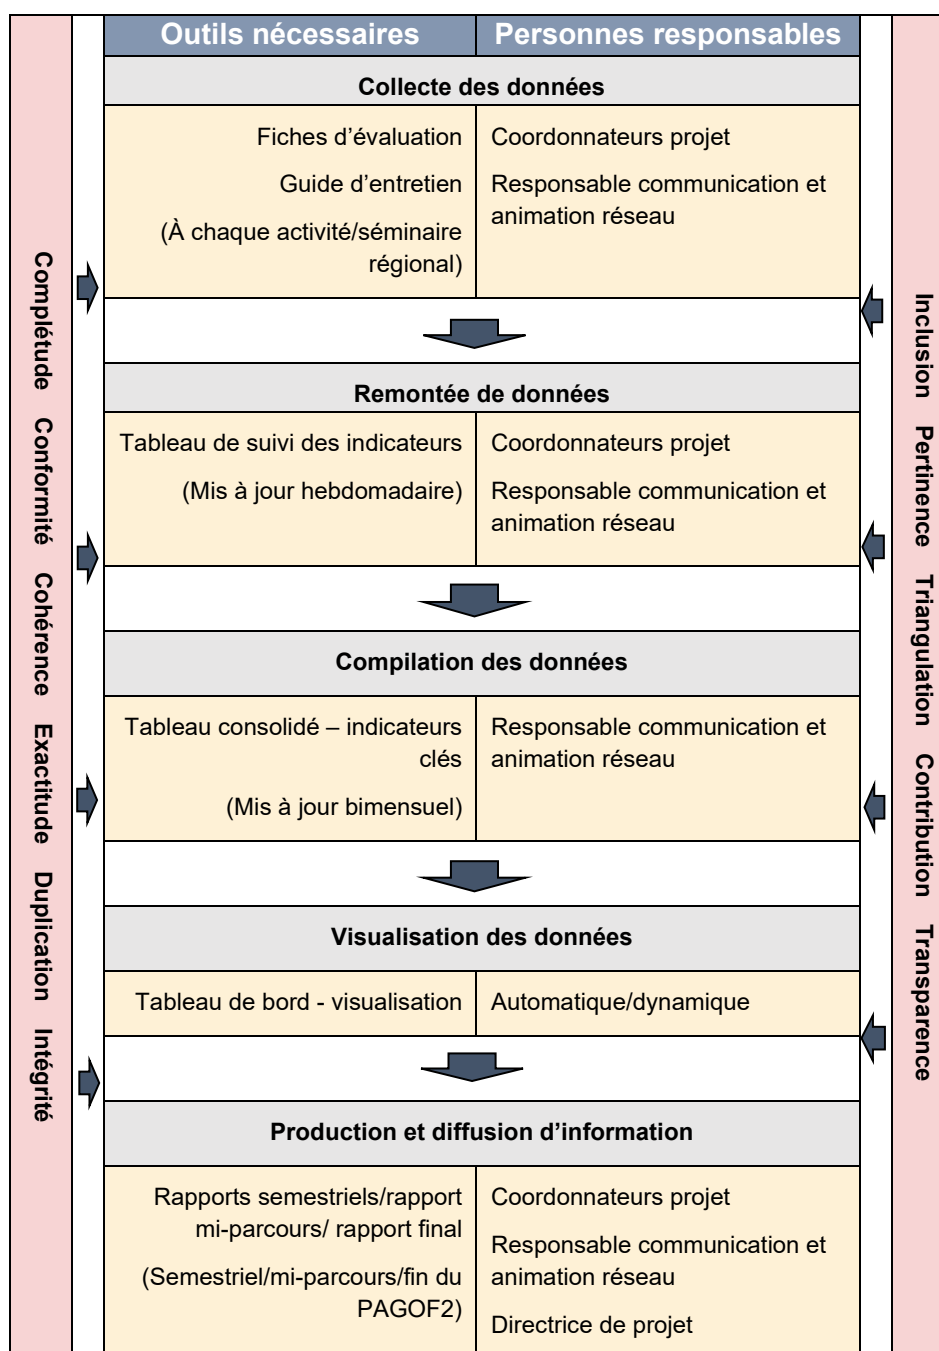 Outils nécessaires
Personnes responsables
Collecte des données
Fiches d’évaluation
Guide d’entretien
(À chaque activité/séminaire
régional)
Coordonnateurs projet
Responsable communication et
animation réseau
Remontée de données
Tableau de suivi des indicateurs
(Mis à jour hebdomadaire)
Coordonnateurs projet
Responsable communication et
animation réseau
Compilation des données
Tableau consolidé – indicateurs
clés
(Mis à jour bimensuel)
Responsable communication et
animation réseau
Visualisation des données
Tableau de bord - visualisation
Automatique/dynamique
Production et diffusion d’information
Rapports semestriels/rapport
mi-parcours/ rapport final
(Semestriel/mi-parcours/fin du
PAGOF2)
Coordonnateurs projet
Responsable communication et
animation réseau
Directrice de projet
Complétude Conformité Cohérence Exactitude Duplication Intégrité
Inclusion Pertinence Triangulation Contribution Transparence